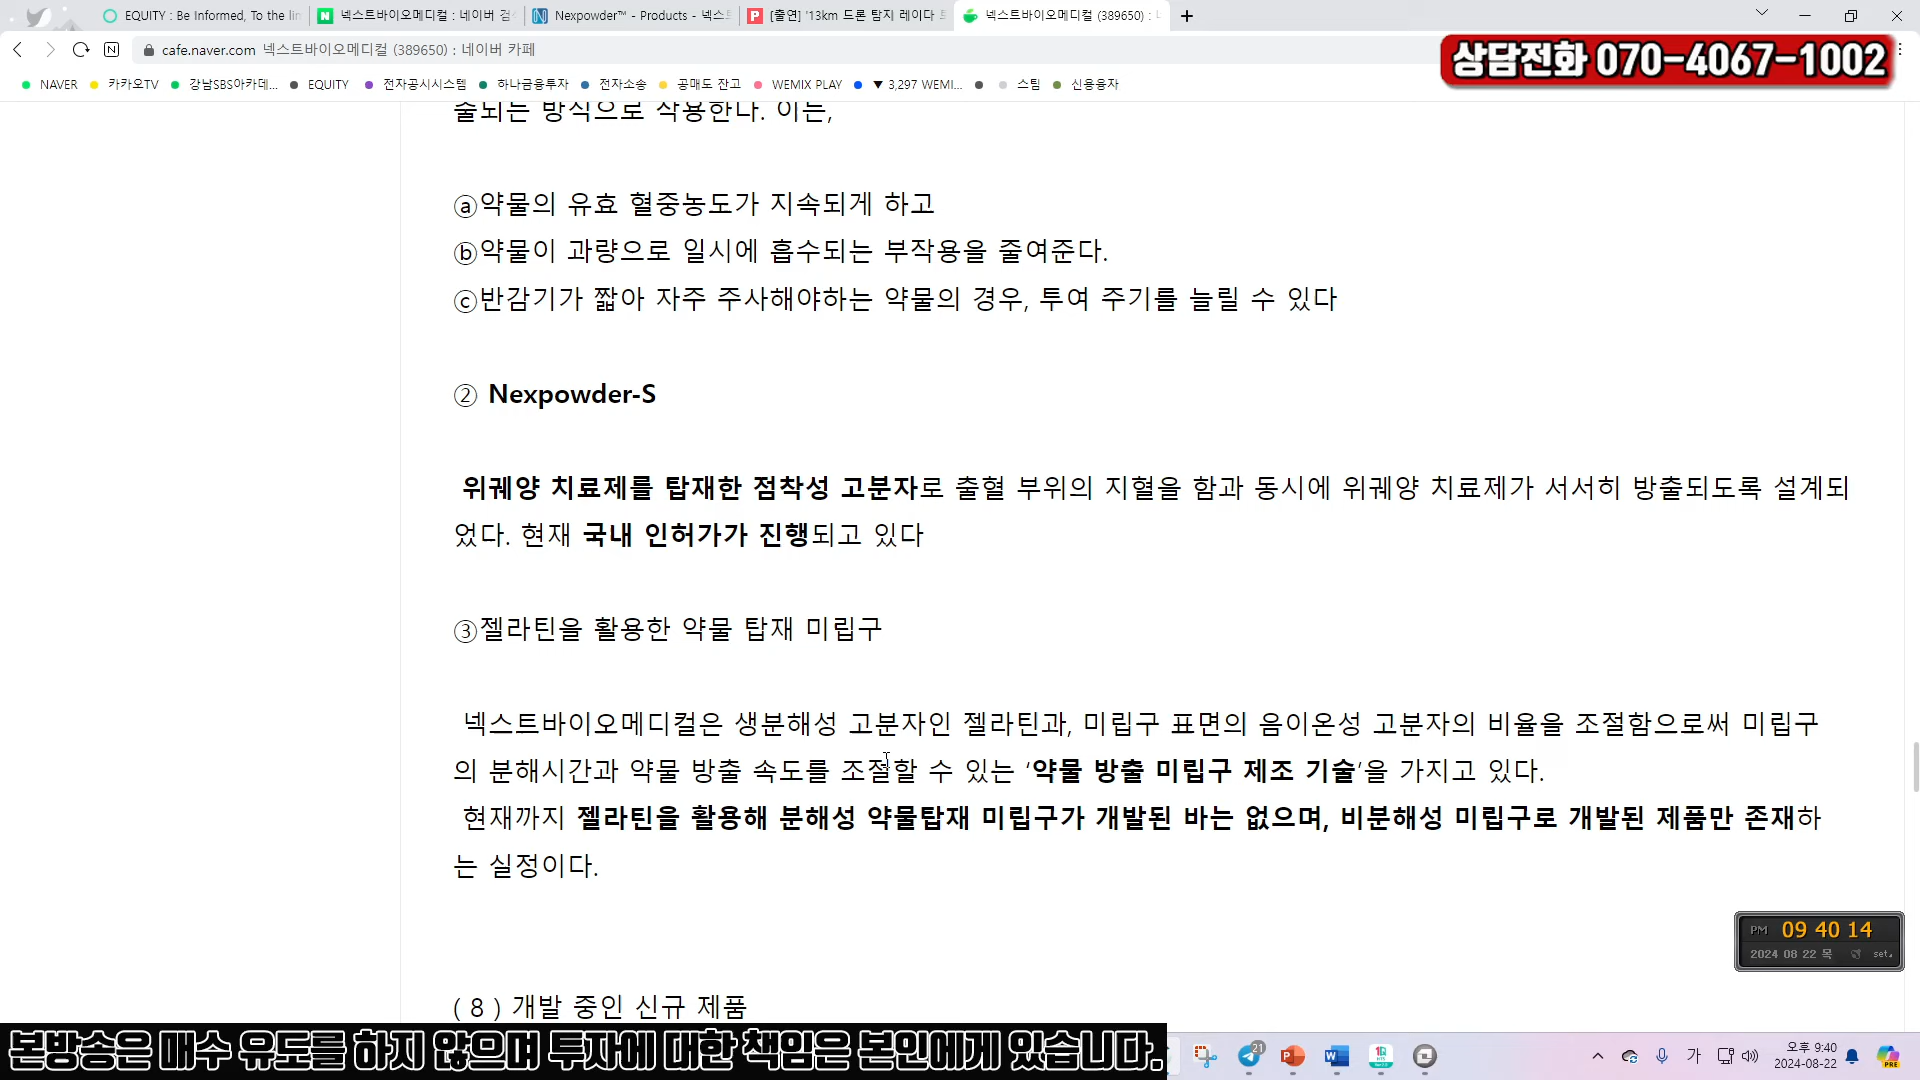 EQUITY : Be Informed, To the lin
넥스트바이오메디컬 : 네이버 검
Nexpowder™ - Products - 넥스트
[출연] '13km 드론 탐지 레이다
넥스트바이오메디컬 (389650) :
cafe.naver.com 넥스트바이오메디컬 (389650) : 네이버 카페
상담전화 070-4067-1002
NAVER 카카오TV 강남SBS아카데... EQUITY 전자공시시스템 하나금융투자 전자소송 공매도 잔고 WEMIX PLAY ▼ 3,297 WEMI... 스팀 신용융자
출되는 방식으로 작용한다. 이는,
ⓐ약물의 유효 혈중농도가 지속되게 하고
ⓑ약물이 과량으로 일시에 흡수되는 부작용을 줄여준다.
ⓒ반감기가 짧아 자주 주사해야하는 약물의 경우, 투여 주기를 늘릴 수 있다
② Nexpowder-S
위궤양 치료제를 탑재한 점착성 고분자로 출혈 부위의 지혈을 함과 동시에 위궤양 치료제가 서서히 방출되도록 설계되
었다. 현재 국내 인허가가 진행되고 있다
③젤라틴을 활용한 약물 탑재 미립구
넥스트바이오메디컬은 생분해성 고분자인 젤라틴과, 미립구 표면의 음이온성 고분자의 비율을 조절함으로써 미립구
의 분해시간과 약물 방출 속도를 조절할 수 있는 ‘약물 방출 미립구 제조 기술’을 가지고 있다.
현재까지 젤라틴을 활용해 분해성 약물탑재 미립구가 개발된 바는 없으며, 비분해성 미립구로 개발된 제품만 존재하
는 실정이다.
PM 09 40 14
2024 08 22 목 set
( 8 ) 개발 중인 신규 제품
본방송은 매수 유도를 하지 않으며 투자에 대한 책임은 본인에게 있습니다.
21
가
오후 9:40
2024-08-22
PRE